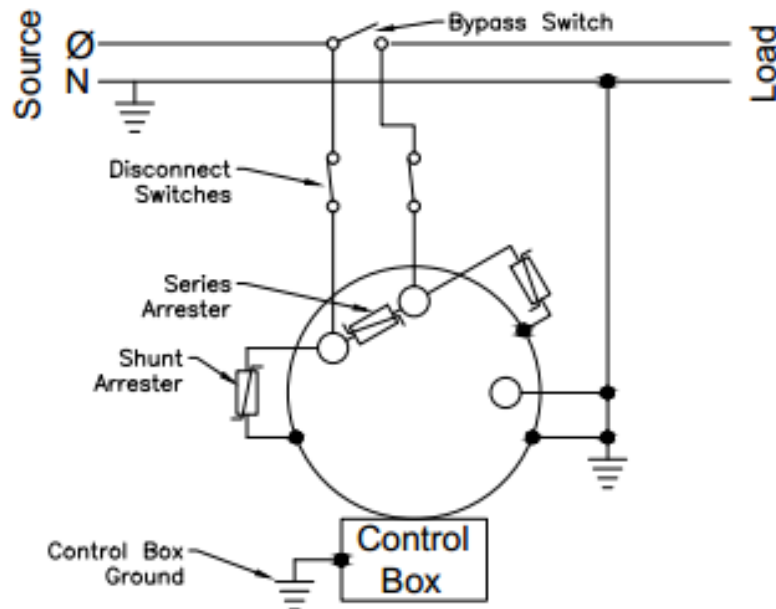 Bypass Switch
Source
Ø
N
Load
Disconnect
Switches
Series
Arrester
Shunt
Arrester
Control
Box
Control Box
Ground